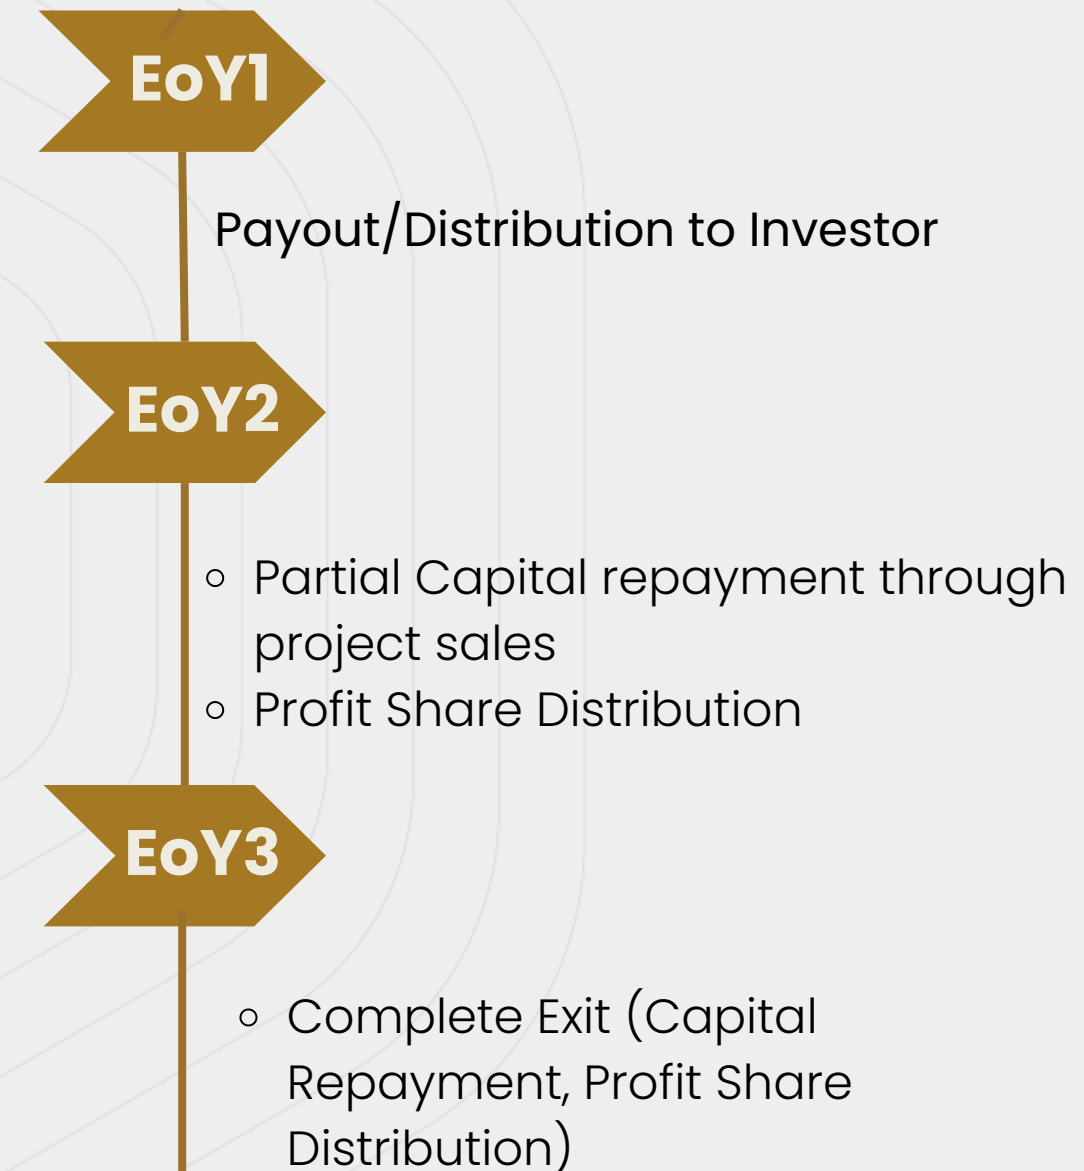 EoY1
Payout/Distribution to Investor
EoY2
Partial Capital repayment through
project sales
Profit Share Distribution
EoY3
Complete Exit (Capital
Repayment, Profit Share
Distribution)